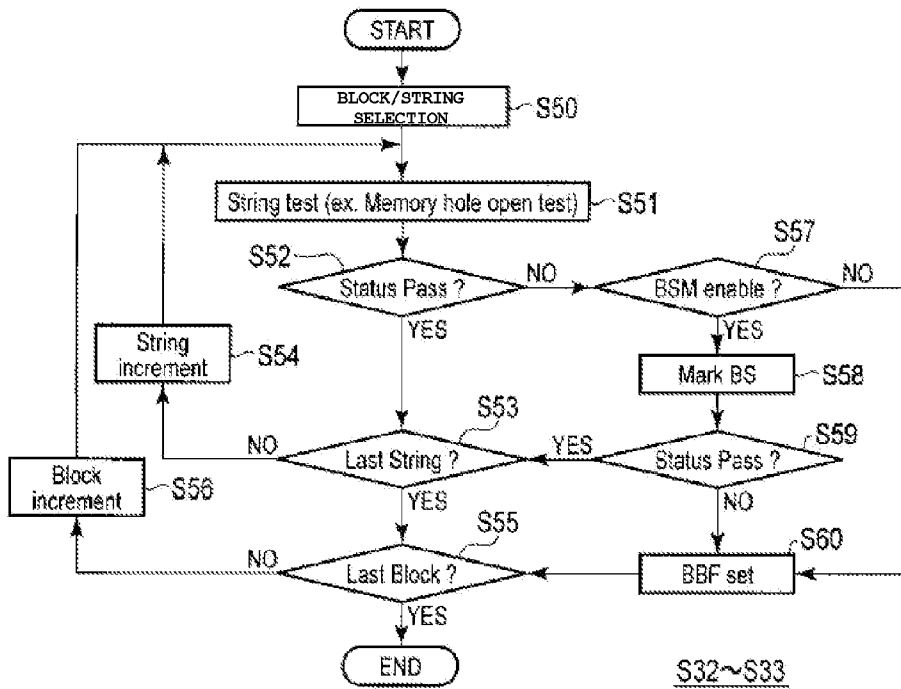 START
BLOCK/STRING
SELECTION
S50
String test (ex. Memory hole open test)
S51
S52
Status Pass ?
NO
YES
S57
BSM enable ?
NO
YES
String
increment
S54
Mark BS
S58
S53
Last String ?
NO
YES
YES
S59
Status Pass ?
NO
Block
increment
S56
S55
Last Block ?
NO
YES
S60
BBF set
END
S32~S33